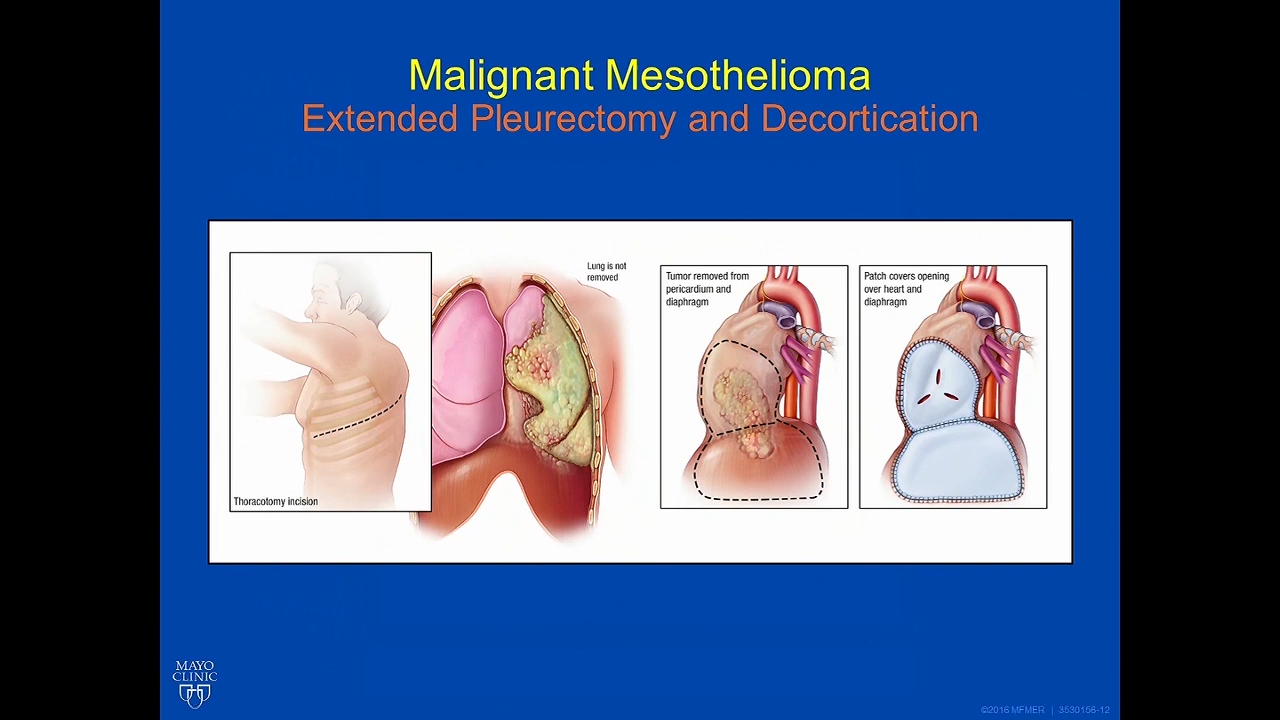 Malignant Mesothelioma
Extended Pleurectomy and Decortication
Lung is not
removed
Thoracotomy incision
Tumor removed from
pericardium and
diaphragm
Patch covers opening
over heart and
diaphragm
MAYO
CLINIC
©2016 MFMER | 3530156-12